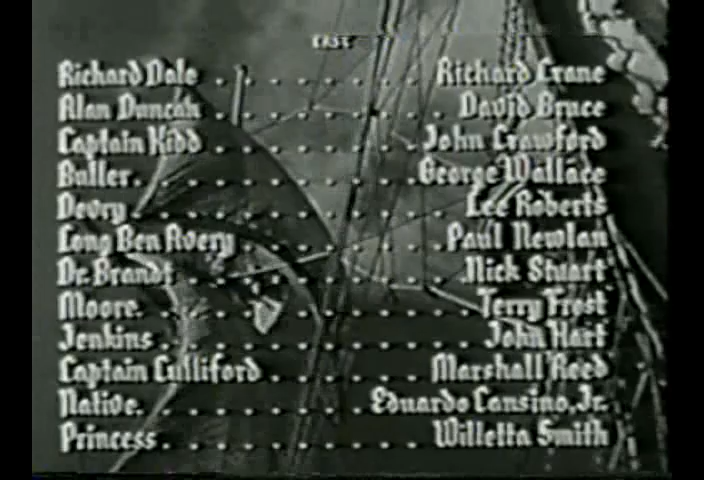 CAST
Richard Dale . . . . . . . Richard Crane
Alan Duncan . . . . . . . . David Bruce
Captain Kidd . . . . . . . John Crawford
Buller. . . . . . . . . . . George Wallace
Devry . . . . . . . . . . . . Lee Roberts
Long Ben Avery . . . . . . . Paul Newlan
Dr. Brandt . . . . . . . . . . Nick Stuart
Moore. . . . . . . . . . . . Terry Frost
Jenkins . . . . . . . . . . . . John Hart
Captain Culliford . . . . . . Marshall Reed
Native. . . . . . . . . Eduardo Cansino, Jr.
Princess. . . . . . . . . . Willetta Smith